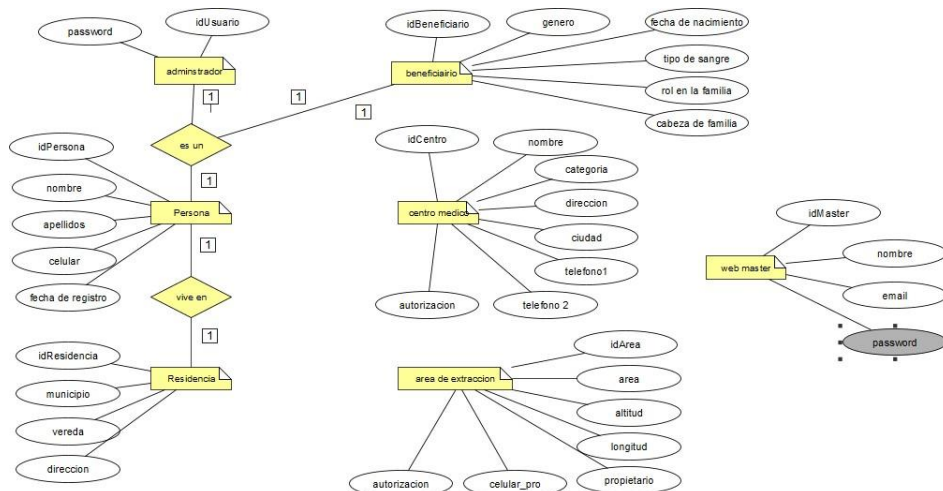 password
idUsuario
adminstrador
idBeneficiario
genero
fecha de nacimiento
tipo de sangre
rol en la familia
cabeza de familia
beneficiairio
1
1
1
es un
1
idPersona
nombre
apellidos
celular
fecha de registro
Persona
1
vive en
1
idResidencia
municipio
vereda
direccion
Residencia
idCentro
nombre
categoria
direccion
ciudad
telefono1
telefono 2
autorizacion
centro medicos
idMaster
nombre
email
password
web master
idArea
area
altitud
longitud
propietario
celular_pro
autorizacion
area de extraccion